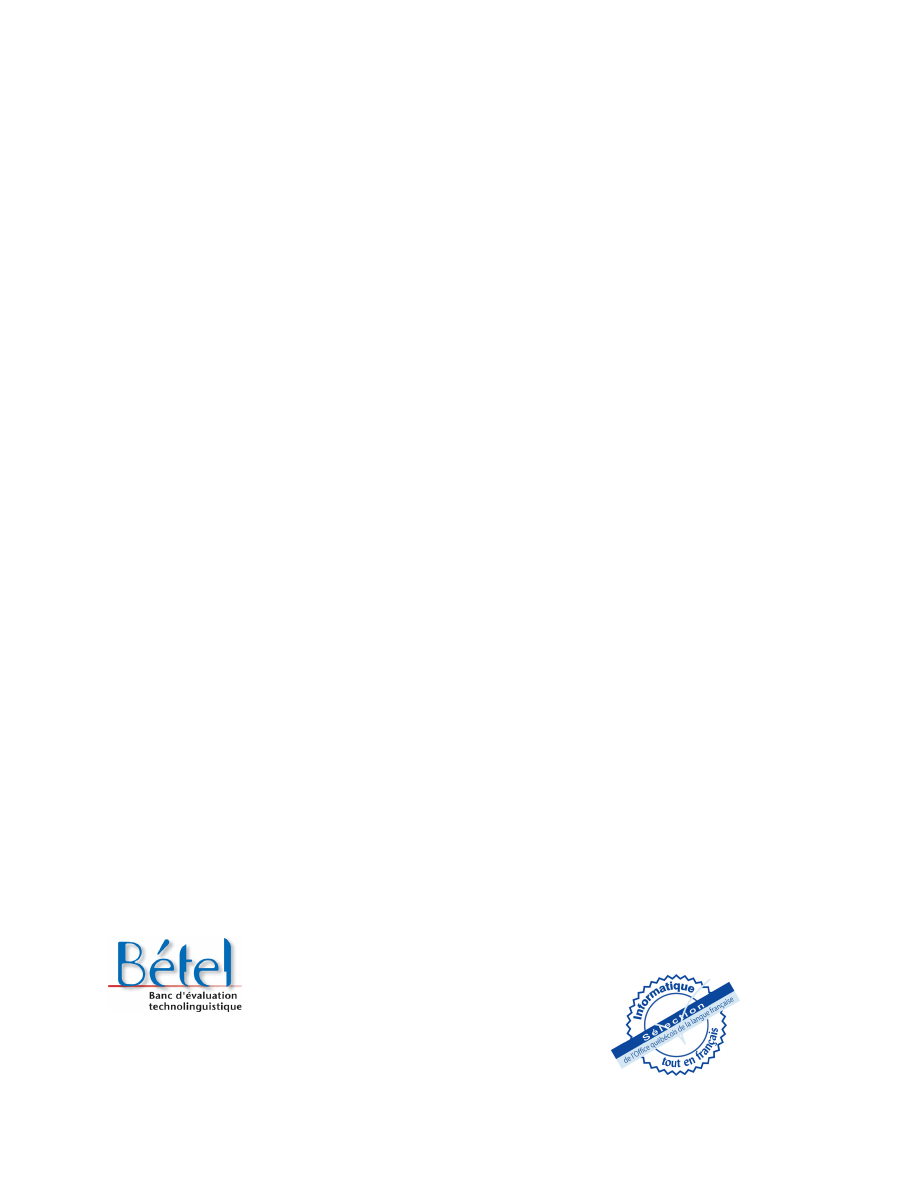 Bétel
Banc d'évaluation
technolinguistique
Informatique
Sélection
de l'Office québécois de la langue française
tout en français